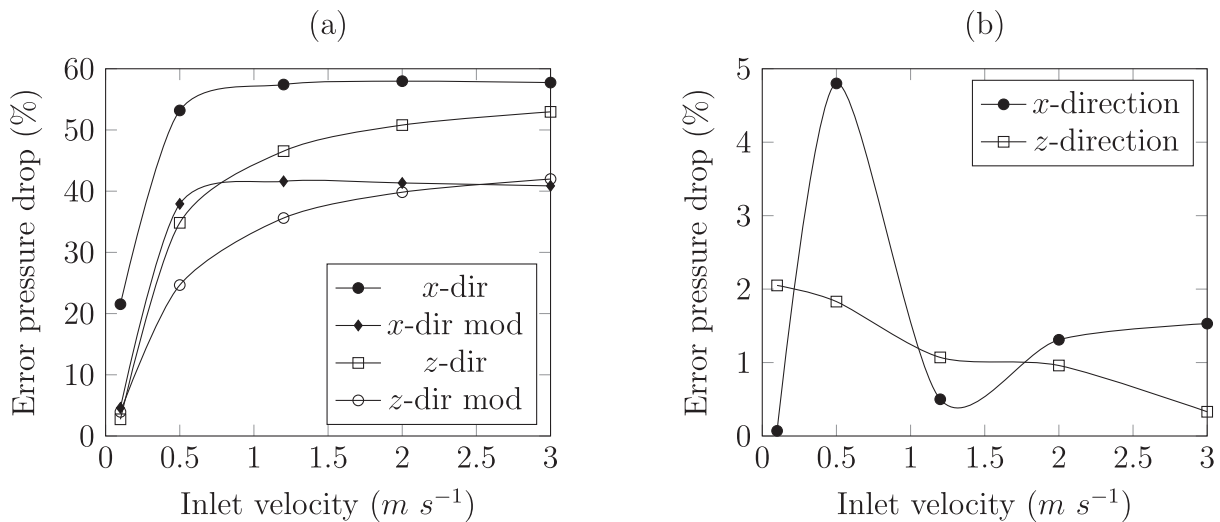 (a)
60
50
40
30
20
10
0
Error pressure drop (%)
x-dir
x-dir mod
z-dir
z-dir mod
0 0.5 1 1.5 2 2.5 3
Inlet velocity (m s⁻¹)
(b)
5
4
3
2
1
0
Error pressure drop (%)
x-direction
z-direction
0 0.5 1 1.5 2 2.5 3
Inlet velocity (m s⁻¹)